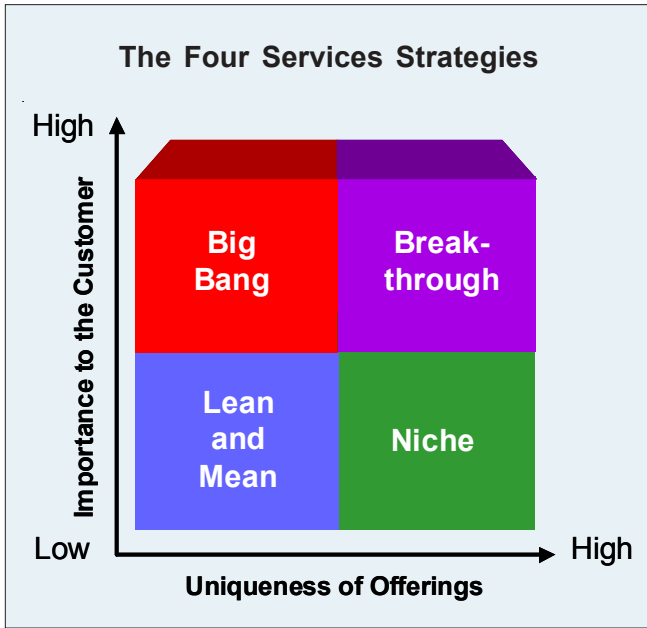 The Four Services Strategies
High
Importance to the Customer
Big
Bang
Break-
through
Lean
and
Mean
Niche
Low
High
Uniqueness of Offerings